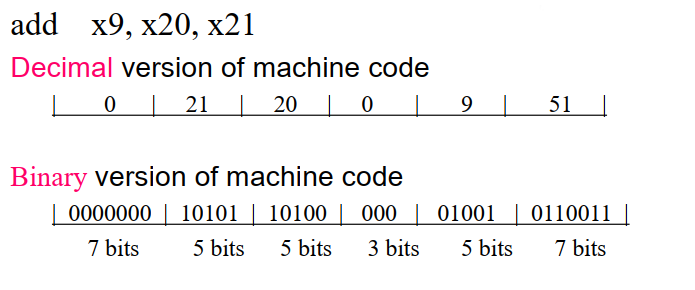 add x9, x20, x21
Decimal version of machine code
0 21 20 0 9 51
Binary version of machine code
0000000 10101 10100 000 01001 0110011
7 bits 5 bits 5 bits 3 bits 5 bits 7 bits